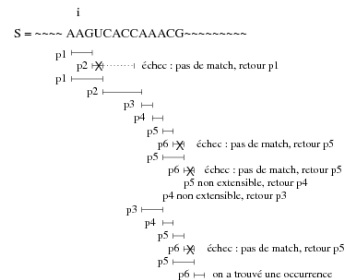 i
S = ~~~~ AAGUCACCAAACG~~~~~~~~~
p1
p2 échec : pas de match, retour p1
p1
p2
p3
p4
p5
p6 échec : pas de match, retour p5
p5
p6 échec : pas de match, retour p5
p5 non extensible, retour p4
p4 non extensible, retour p3
p3
p4
p5
p6 échec : pas de match, retour p5
p5
p6 on a trouvé une occurrence